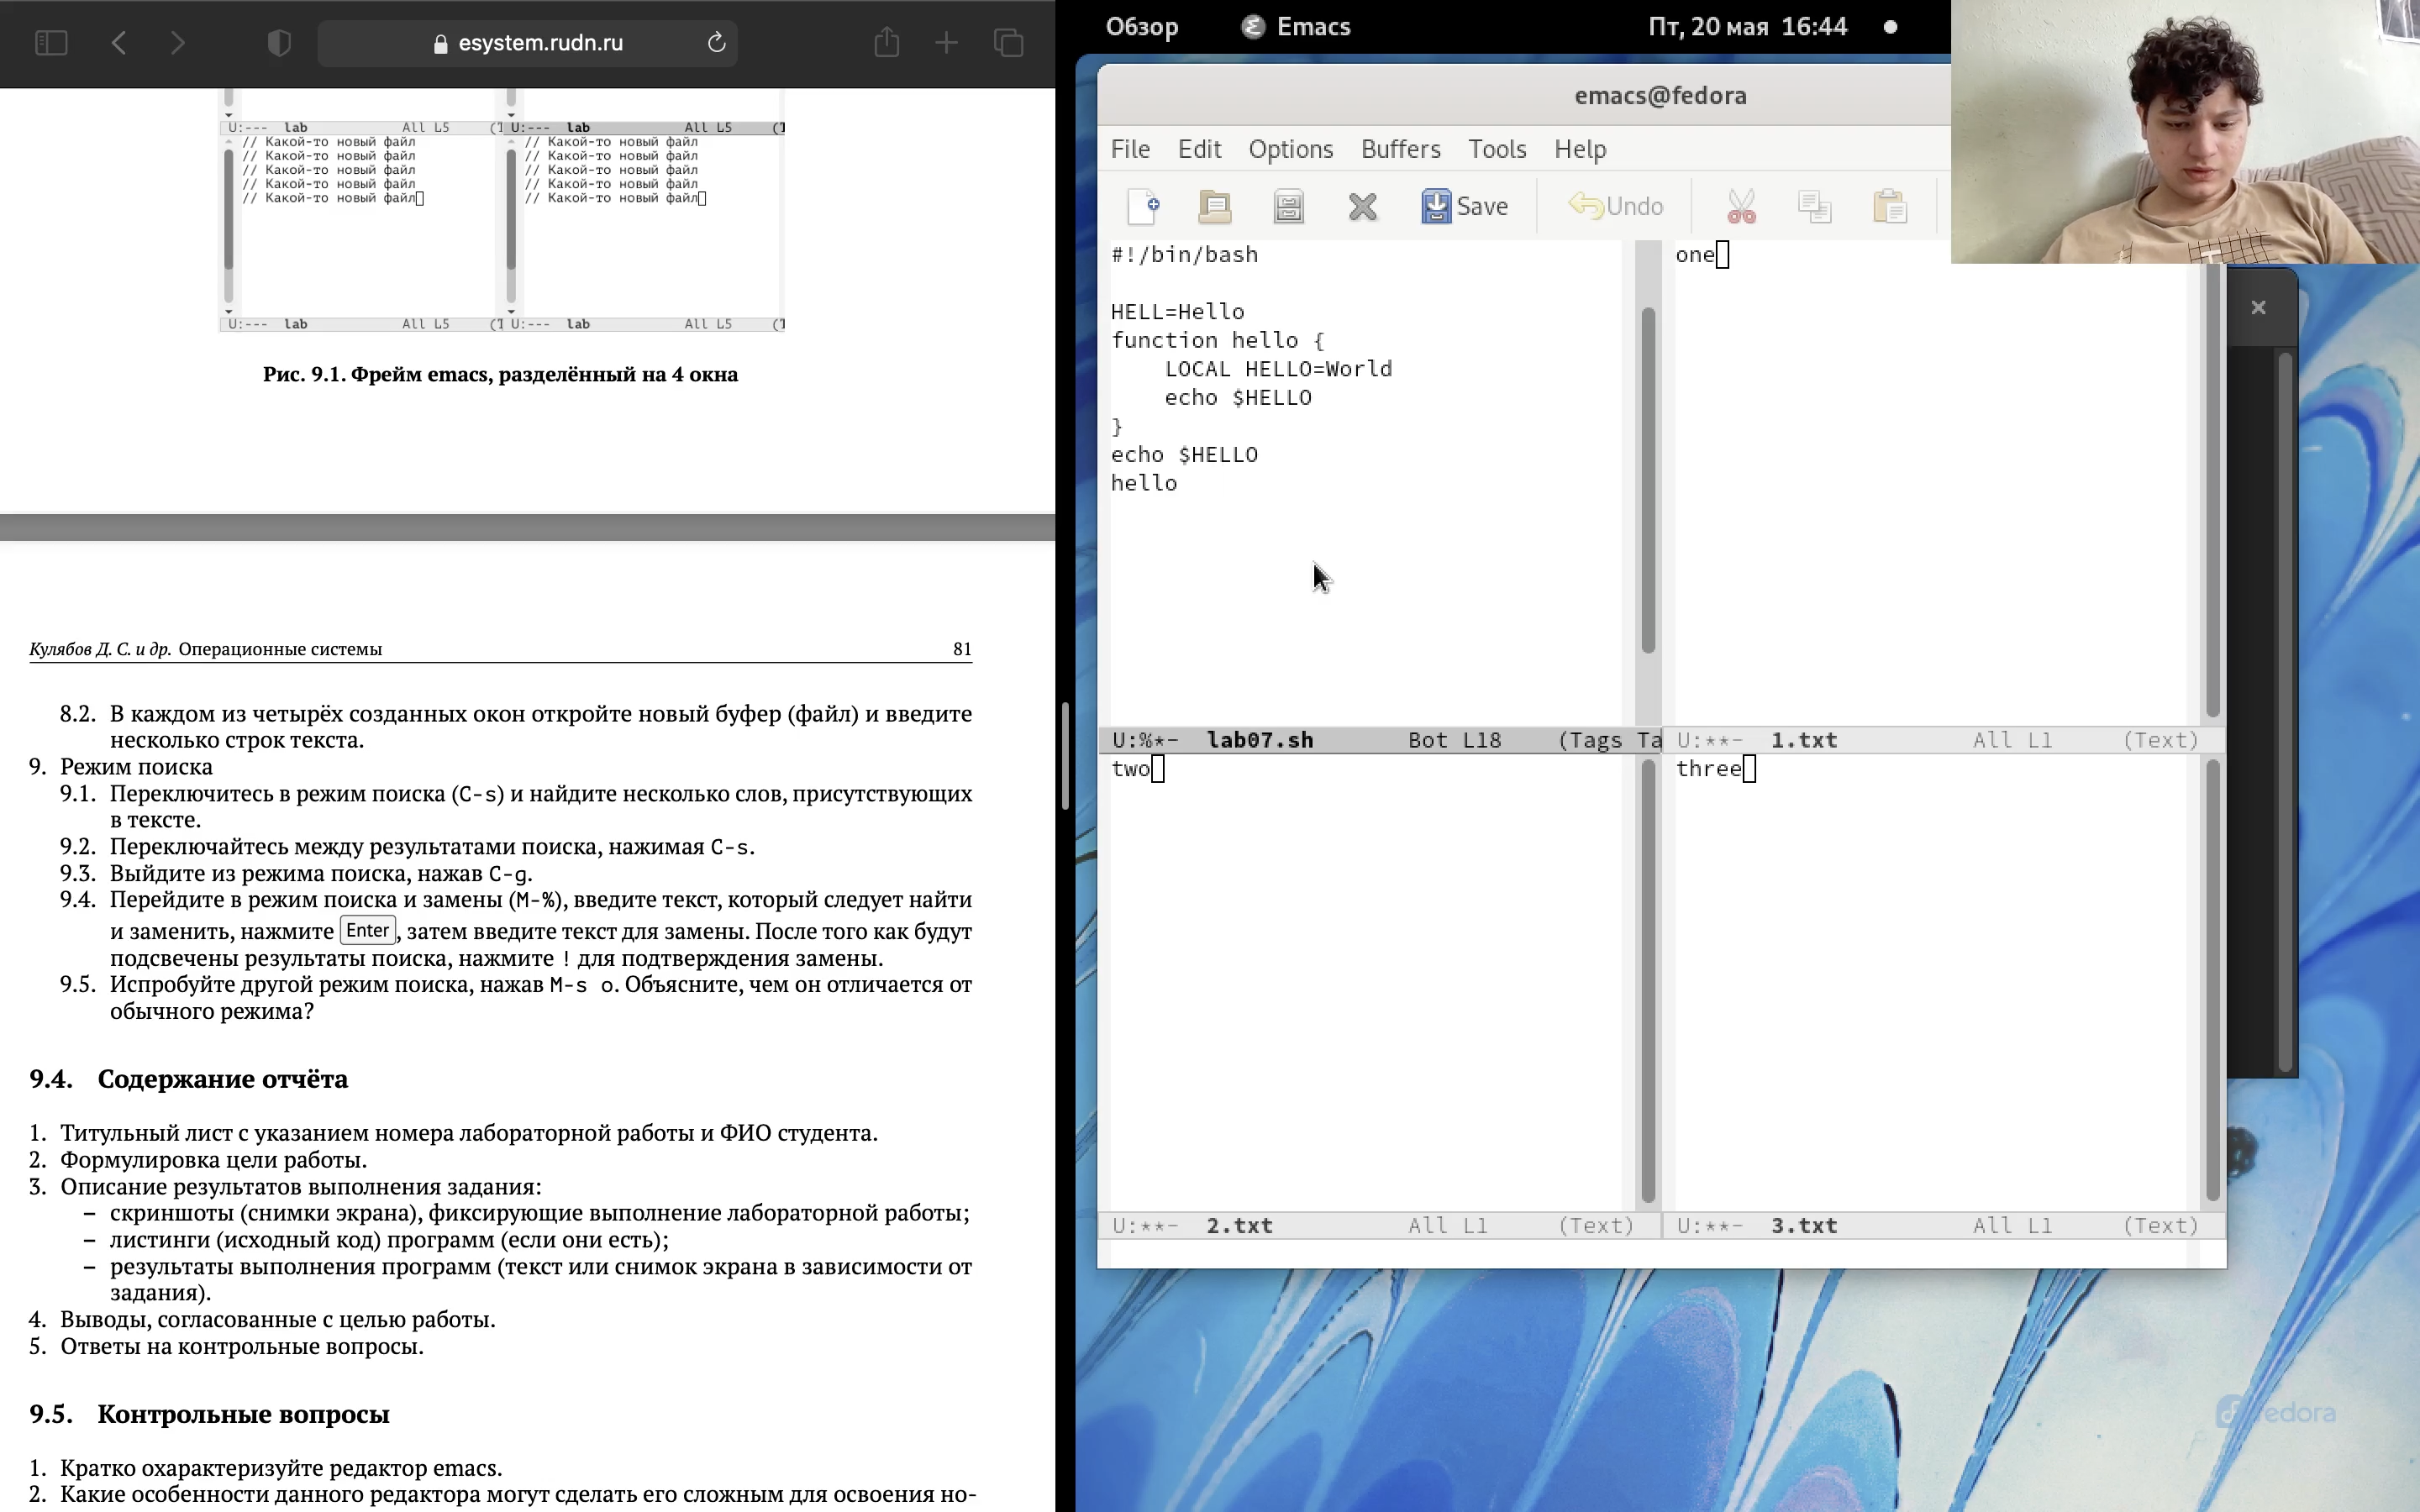 esystem.rudn.ru
U:--- lab All L5 (T U:--- lab All L5 (T
// Какой-то новый файл
// Какой-то новый файл
// Какой-то новый файл
// Какой-то новый файл
// Какой-то новый файл
// Какой-то новый файл
// Какой-то новый файл
// Какой-то новый файл
// Какой-то новый файл
// Какой-то новый файл
U:--- lab All L5 (T U:--- lab All L5 (T
Рис. 9.1. Фрейм emacs, разделённый на 4 окна
Кулябов Д. С. и др. Операционные системы 81
8.2. В каждом из четырёх созданных окон откройте новый буфер (файл) и введите
несколько строк текста.
9. Режим поиска
9.1. Переключитесь в режим поиска (C-s) и найдите несколько слов, присутствующих
в тексте.
9.2. Переключайтесь между результатами поиска, нажимая C-s.
9.3. Выйдите из режима поиска, нажав C-g.
9.4. Перейдите в режим поиска и замены (M-%), введите текст, который следует найти
и заменить, нажмите Enter, затем введите текст для замены. После того как будут
подсвечены результаты поиска, нажмите ! для подтверждения замены.
9.5. Испробуйте другой режим поиска, нажав M-s o. Объясните, чем он отличается от
обычного режима?
9.4. Содержание отчёта
1. Титульный лист с указанием номера лабораторной работы и ФИО студента.
2. Формулировка цели работы.
3. Описание результатов выполнения задания:
– скриншоты (снимки экрана), фиксирующие выполнение лабораторной работы;
– листинги (исходный код) программ (если они есть);
– результаты выполнения программ (текст или снимок экрана в зависимости от
задания).
4. Выводы, согласованные с целью работы.
5. Ответы на контрольные вопросы.
9.5. Контрольные вопросы
1. Кратко охарактеризуйте редактор emacs.
2. Какие особенности данного редактора могут сделать его сложным для освоения но-
Обзор Emacs Пт, 20 мая 16:44
emacs@fedora
File Edit Options Buffers Tools Help
Save Undo
#!/bin/bash
HELL=Hello
function hello {
LOCAL HELLO=World
echo $HELLO
}
echo $HELLO
hello
U:%*- lab07.sh Bot L18 (Tags Ta
one
U:**- 1.txt All L1 (Text)
two
U:**- 2.txt All L1 (Text)
three
U:**- 3.txt All L1 (Text)
fedora